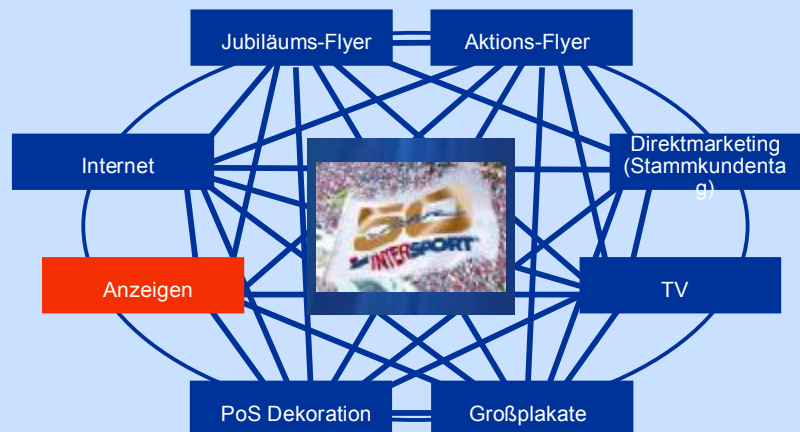 Jubiläums-Flyer
Aktions-Flyer
Internet
Direktmarketing
(Stammkundenta
g)
50
INTERSPORT
Anzeigen
TV
PoS Dekoration
Großplakate